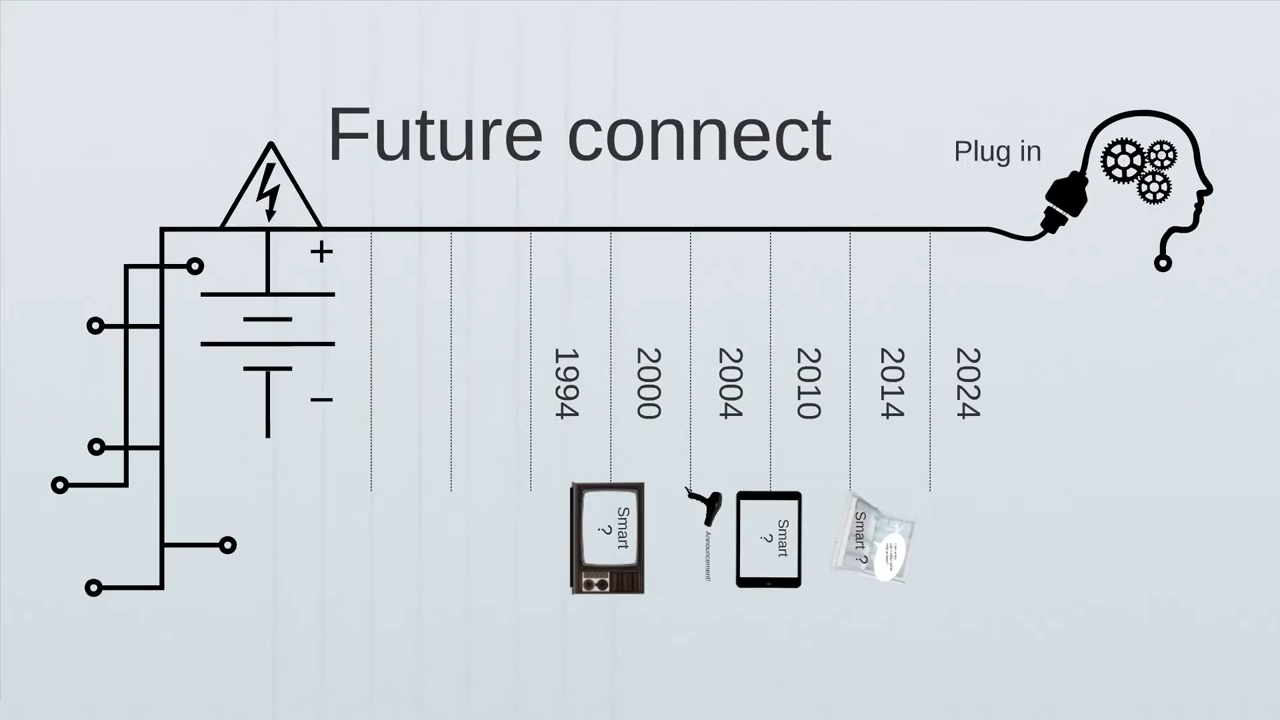 Future connect
Plug in
+
−
1994
2000
2004
2010
2014
2024
Smart
?
Announcement!
Smart
?
Smart ?